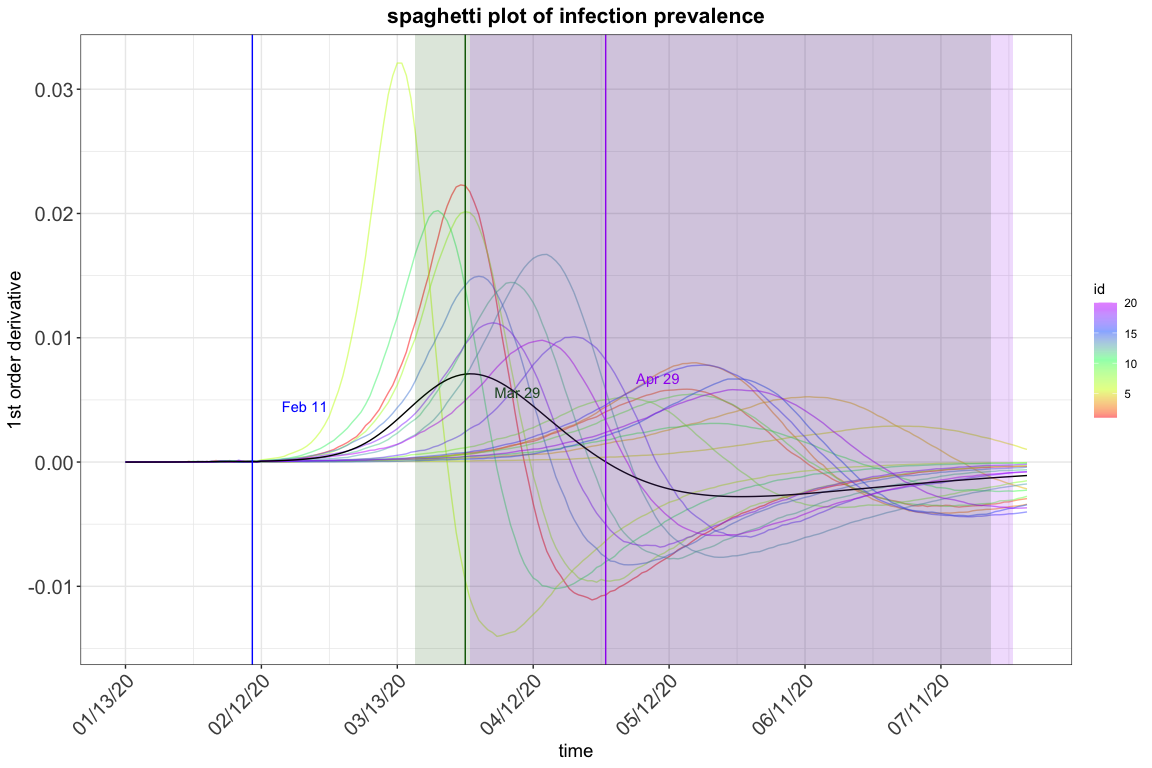 spaghetti plot of infection prevalence
1st order derivative
0.03
0.02
0.01
0.00
-0.01
Feb 11
Mar 29
Apr 29
01/13/20
02/12/20
03/13/20
04/12/20
05/12/20
06/11/20
07/11/20
time
id
20
15
10
5